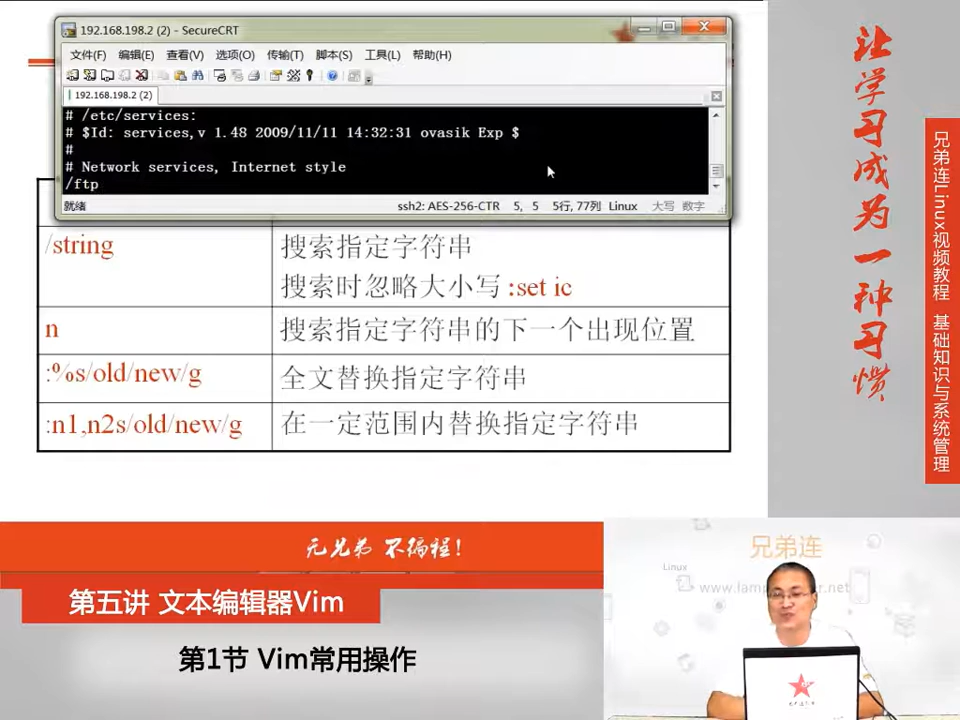 192.168.198.2 (2) - SecureCRT
文件(F) 编辑(E) 查看(V) 选项(O) 传输(T) 脚本(S) 工具(L) 帮助(H)
192.168.198.2 (2)
# /etc/services:
# $Id: services,v 1.48 2009/11/11 14:32:31 ovasik Exp $
#
# Network services, Internet style
/ftp
就绪 ssh2: AES-256-CTR 5, 5 5行, 77列 Linux 大写 数字
/string 搜索指定字符串
搜索时忽略大小写 :set ic
n 搜索指定字符串的下一个出现位置
:%s/old/new/g 全文替换指定字符串
:n1,n2s/old/new/g 在一定范围内替换指定字符串
让学习成为一种习惯
兄弟连Linux视频教程 基础知识与系统管理
无兄弟 不编程!
第五讲 文本编辑器Vim
第1节 Vim常用操作
兄弟连
Linux